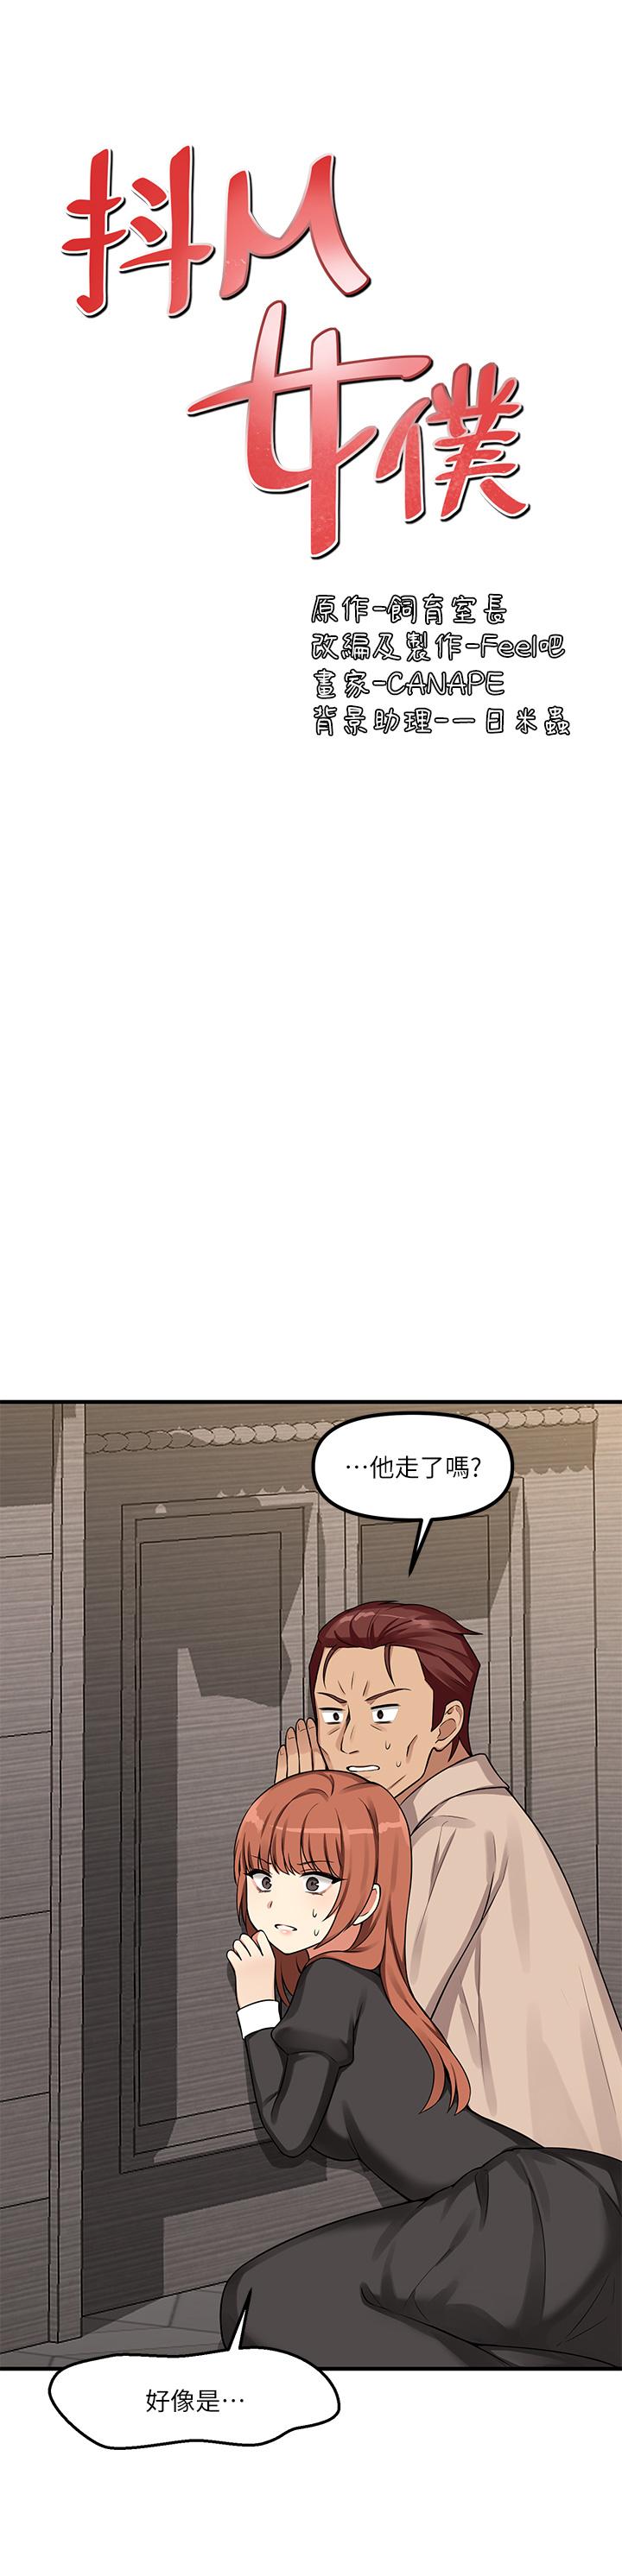 抖M
女僕
原作-飼育室長
改編及製作-Feel吧
畫家-CANAPE
背景助理-一日米蟲
…他走了嗎?
好像是…